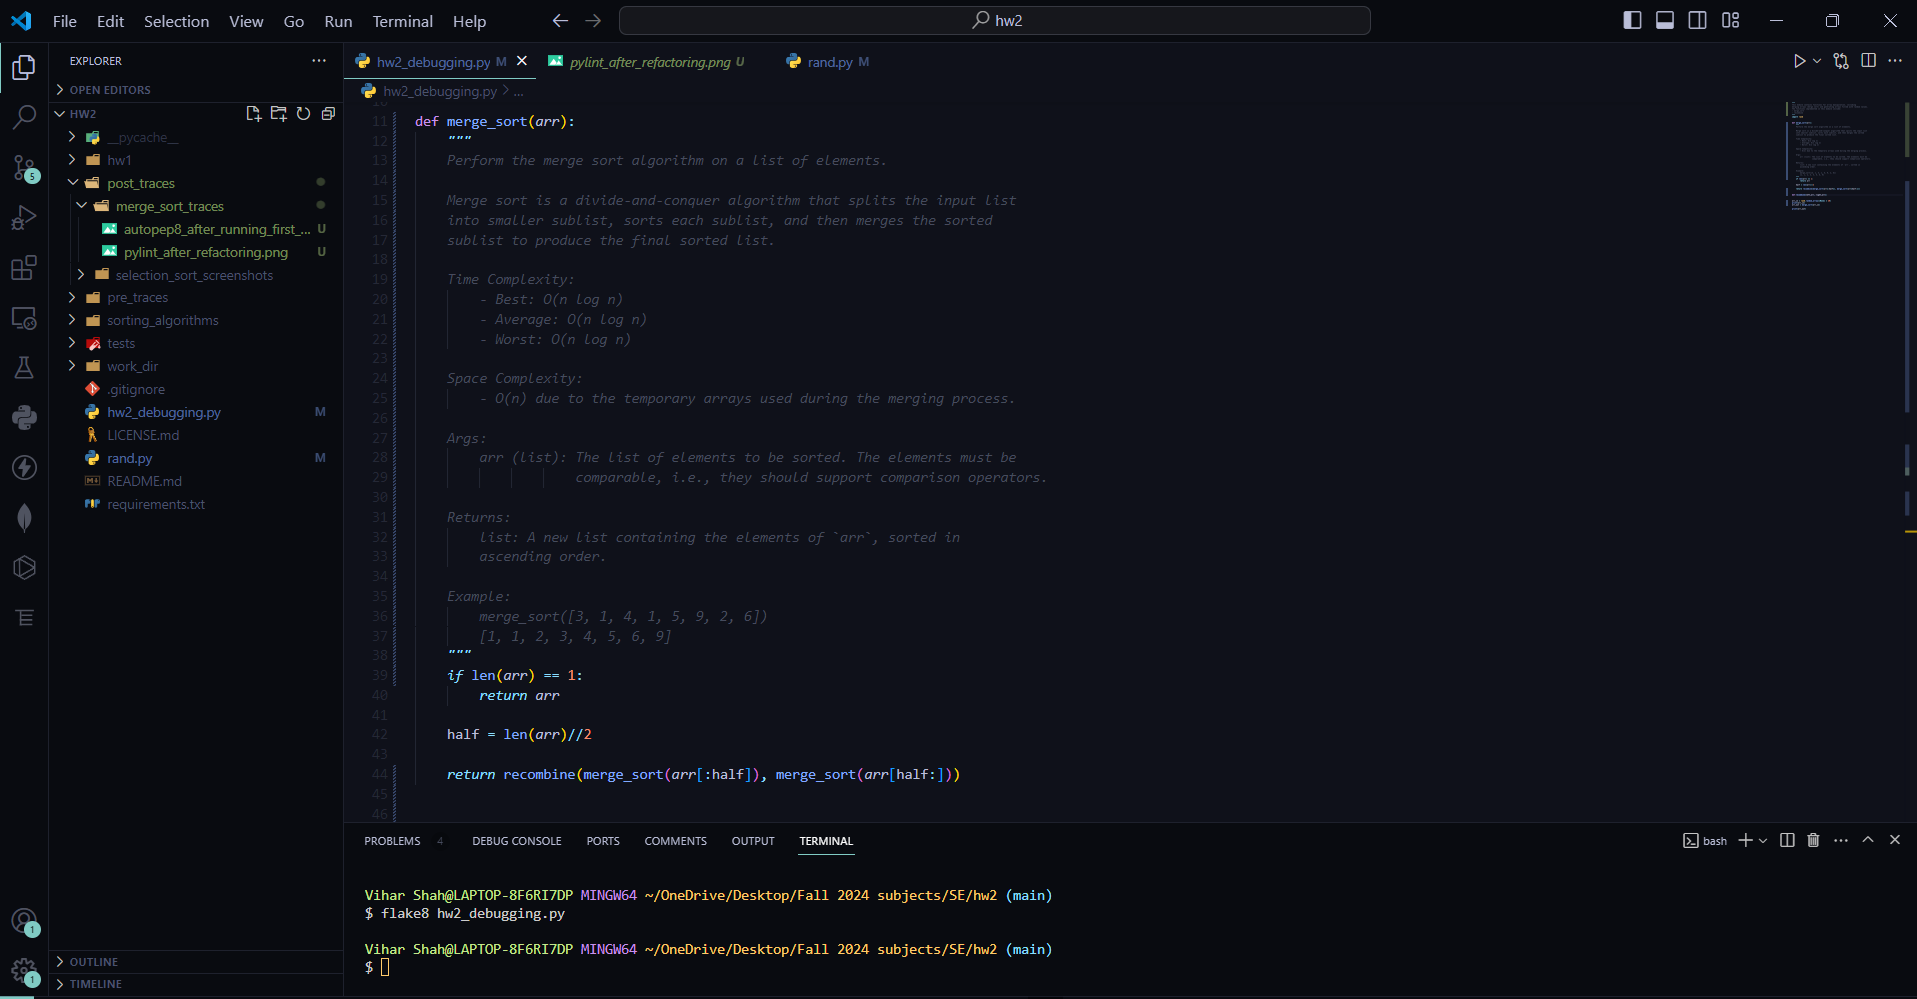 File Edit Selection View Go Run Terminal Help
hw2
EXPLORER
OPEN EDITORS
HW2
__pycache__
hw1
post_traces
merge_sort_traces
autopep8_after_running_first_... U
pylint_after_refactoring.png U
selection_sort_screenshots
pre_traces
sorting_algorithms
tests
work_dir
.gitignore
hw2_debugging.py M
LICENSE.md
rand.py M
README.md
requirements.txt
OUTLINE
TIMELINE
5
1
1
hw2_debugging.py M
pylint_after_refactoring.png U
rand.py M
hw2_debugging.py > ...
10
11 def merge_sort(arr):
12 """
13 Perform the merge sort algorithm on a list of elements.
14
15 Merge sort is a divide-and-conquer algorithm that splits the input list
16 into smaller sublist, sorts each sublist, and then merges the sorted
17 sublist to produce the final sorted list.
18
19 Time Complexity:
20 - Best: O(n log n)
21 - Average: O(n log n)
22 - Worst: O(n log n)
23
24 Space Complexity:
25 - O(n) due to the temporary arrays used during the merging process.
26
27 Args:
28 arr (list): The list of elements to be sorted. The elements must be
29 comparable, i.e., they should support comparison operators.
30
31 Returns:
32 list: A new list containing the elements of `arr`, sorted in
33 ascending order.
34
35 Example:
36 merge_sort([3, 1, 4, 1, 5, 9, 2, 6])
37 [1, 1, 2, 3, 4, 5, 6, 9]
38 """
39 if len(arr) == 1:
40 return arr
41
42 half = len(arr)//2
43
44 return recombine(merge_sort(arr[:half]), merge_sort(arr[half:]))
45
46
PROBLEMS 4 DEBUG CONSOLE PORTS COMMENTS OUTPUT TERMINAL
bash
Vihar Shah@LAPTOP-8F6RI7DP MINGW64 ~/OneDrive/Desktop/Fall 2024 subjects/SE/hw2 (main)
$ flake8 hw2_debugging.py
Vihar Shah@LAPTOP-8F6RI7DP MINGW64 ~/OneDrive/Desktop/Fall 2024 subjects/SE/hw2 (main)
$